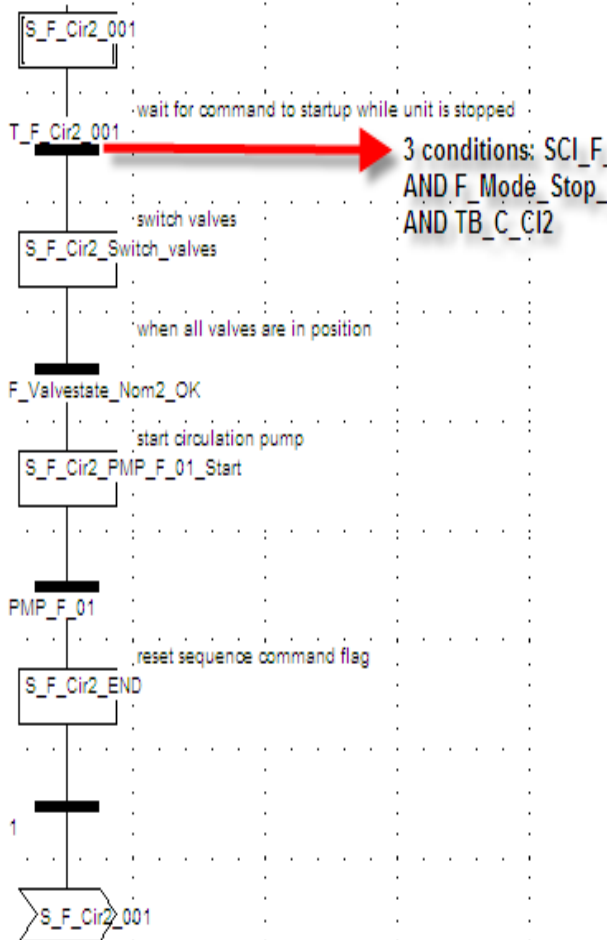 S_F_Cir2_001
wait for command to startup while unit is stopped
T_F_Cir2_001
3 conditions: SCI_F_
AND F_Mode_Stop_
AND TB_C_CI2
switch valves
S_F_Cir2_Switch_valves
when all valves are in position
F_Valvestate_Nom2_OK
start circulation pump
S_F_Cir2_PMP_F_01_Start
PMP_F_01
reset sequence command flag
S_F_Cir2_END
1
S_F_Cir2_001